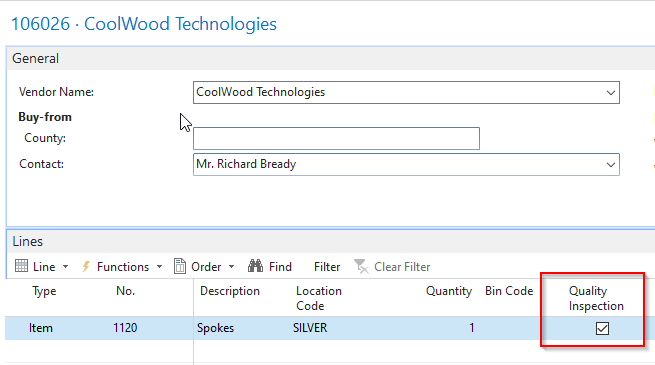 106026 · CoolWood Technologies
General
Vendor Name: CoolWood Technologies
Buy-from
County:
Contact: Mr. Richard Bready
Lines
Line Functions Order Find Filter Clear Filter
Type No. Description Location Code Quantity Bin Code Quality Inspection
Item 1120 Spokes SILVER 1